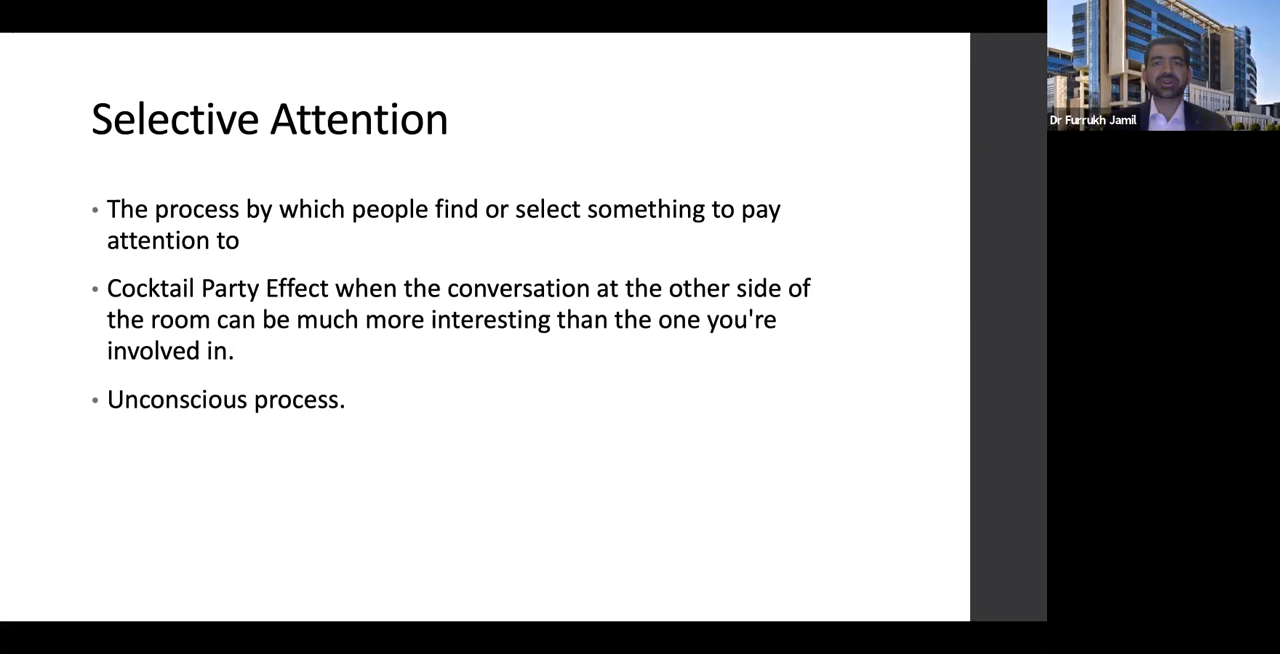 Selective Attention
• The process by which people find or select something to pay
attention to
• Cocktail Party Effect when the conversation at the other side of
the room can be much more interesting than the one you're
involved in.
• Unconscious process.
Dr Furrukh Jamil